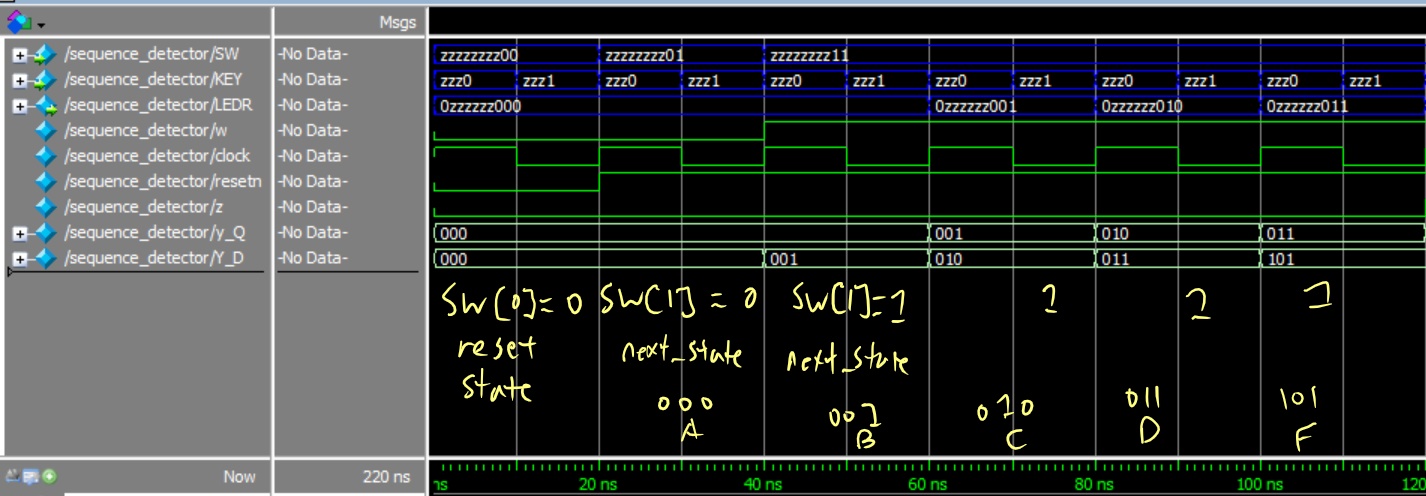 Msgs
/sequence_detector/SW -No Data- zzzzzzzz00 zzzzzzzz01 zzzzzzzz11
/sequence_detector/KEY -No Data- zzz0 zzz1 zzz0 zzz1 zzz0 zzz1 zzz0 zzz1 zzz0 zzz1 zzz0 zzz1
/sequence_detector/LEDR -No Data- 0zzzzzz000 0zzzzzz001 0zzzzzz010 0zzzzzz011
/sequence_detector/w -No Data-
/sequence_detector/clock -No Data-
/sequence_detector/resetn -No Data-
/sequence_detector/z -No Data-
/sequence_detector/y_Q -No Data- 000 001 010 011
/sequence_detector/Y_D -No Data- 000 001 010 011 101
SW[0]=0 SW[1]=0 SW[1]=1 1 1 1
reset next_state next_state
state
000 001 010 011 101
A B C D F
Now 220 ns ns 20 ns 40 ns 60 ns 80 ns 100 ns 120